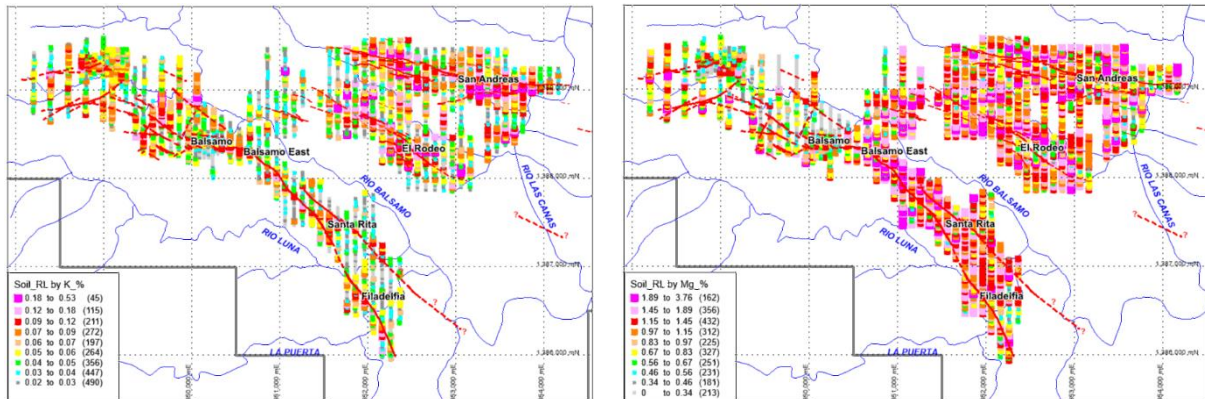 San Andreas
Balsamo
Balsamo East
El Rodeo
RIO BALSAMO
RIO LAS CANAS
Santa Rita
RIO LUNA
Filadelfia
LA PUERTA
?
?
?
Soil_RL by K_%
0.18 to 0.53 (45)
0.12 to 0.18 (115)
0.09 to 0.12 (211)
0.07 to 0.09 (272)
0.06 to 0.07 (197)
0.05 to 0.06 (264)
0.04 to 0.05 (356)
0.03 to 0.04 (447)
0.02 to 0.03 (490)
San Andreas
Balsamo
Balsamo East
El Rodeo
RIO BALSAMO
RIO LAS CANAS
Santa Rita
RIO LUNA
Filadelfia
LA PUERTA
?
?
?
Soil_RL by Mg_%
1.89 to 3.76 (162)
1.45 to 1.89 (356)
1.15 to 1.45 (432)
0.97 to 1.15 (312)
0.83 to 0.97 (225)
0.67 to 0.83 (327)
0.56 to 0.67 (251)
0.46 to 0.56 (231)
0.34 to 0.46 (181)
0 to 0.34 (213)